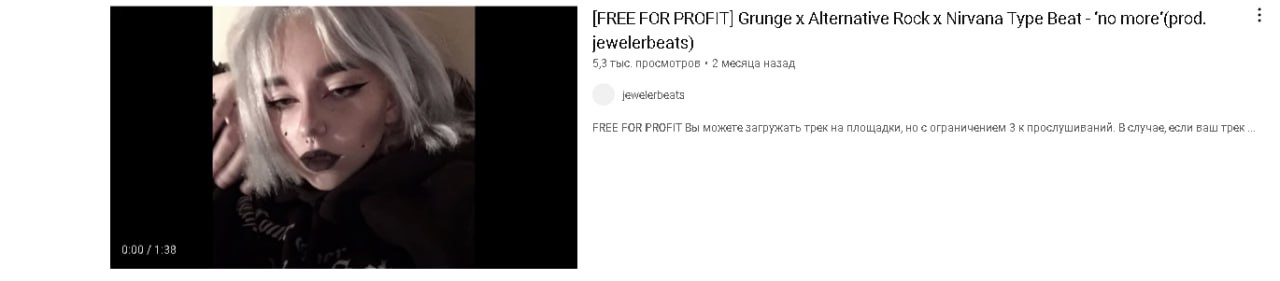 [FREE FOR PROFIT] Grunge x Alternative Rock x Nirvana Type Beat - 'no more'(prod.
jewelerbeats)
5,3 тыс. просмотров • 2 месяца назад
jewelerbeats
FREE FOR PROFIT Вы можете загружать трек на площадки, но с ограничением 3 к прослушиваний. В случае, если ваш трек ...
0:00 / 1:38